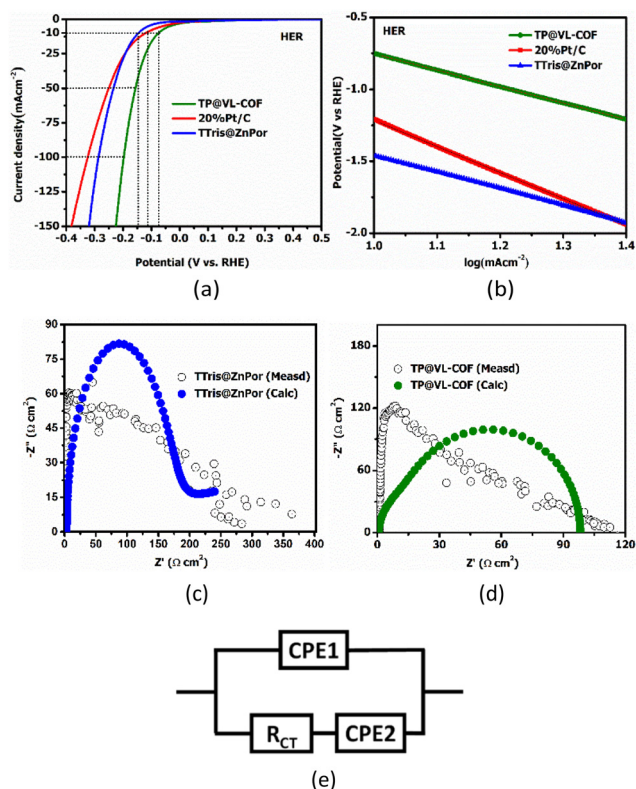 HER
Current density(mAcm-2)
0
-10
-25
-50
-75
-100
-125
-150
TP@VL-COF
20%Pt/C
TTris@ZnPor
-0.4 -0.3 -0.2 -0.1 0.0 0.1 0.2 0.3 0.4 0.5
Potential (V vs. RHE)
(a)
HER
Potential(V vs RHE)
-0.5
-1.0
-1.5
-2.0
TP@VL-COF
20%Pt/C
TTris@ZnPor
1.0 1.1 1.2 1.3 1.4
log(mAcm-2)
(b)
-Z" (Ω cm2)
90
75
60
45
30
15
0
TTris@ZnPor (Measd)
TTris@ZnPor (Calc)
0 50 100 150 200 250 300 350 400
Z' (Ω cm2)
(c)
-Z" (Ω cm2)
-240
-180
-120
-60
0
TP@VL-COF (Measd)
TP@VL-COF (Calc)
0 30 60 90 120 150
Z' (Ω cm2)
(d)
CPE1
RCT
CPE2
(e)